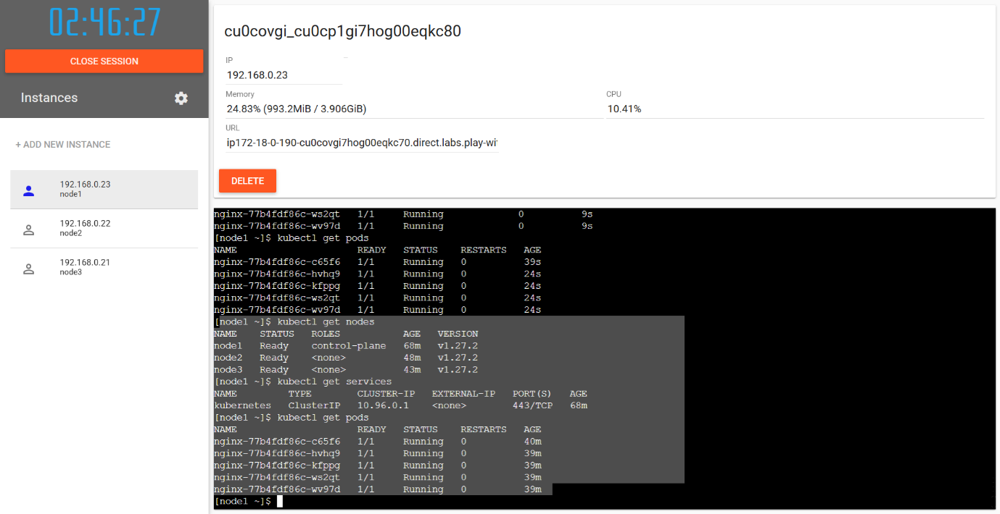 02:46:27
CLOSE SESSION
Instances
+ ADD NEW INSTANCE
192.168.0.23
node1
192.168.0.22
node2
192.168.0.21
node3
cu0covgi_cu0cp1gi7hog00eqkc80
IP
192.168.0.23
Memory CPU
24.83% (993.2MiB / 3.906GiB) 10.41%
URL
ip172-18-0-190-cu0covgi7hog00eqkc70.direct.labs.play-wi
DELETE
nginx-77b4fdf86c-ws2qt 1/1 Running 0 9s
nginx-77b4fdf86c-wv97d 1/1 Running 0 9s
[node1 ~]$ kubectl get pods
NAME READY STATUS RESTARTS AGE
nginx-77b4fdf86c-c65f6 1/1 Running 0 39s
nginx-77b4fdf86c-hvhq9 1/1 Running 0 24s
nginx-77b4fdf86c-kfppg 1/1 Running 0 24s
nginx-77b4fdf86c-ws2qt 1/1 Running 0 24s
nginx-77b4fdf86c-wv97d 1/1 Running 0 24s
[node1 ~]$ kubectl get nodes
NAME STATUS ROLES AGE VERSION
node1 Ready control-plane 68m v1.27.2
node2 Ready <none> 48m v1.27.2
node3 Ready <none> 43m v1.27.2
[node1 ~]$ kubectl get services
NAME TYPE CLUSTER-IP EXTERNAL-IP PORT(S) AGE
kubernetes ClusterIP 10.96.0.1 <none> 443/TCP 68m
[node1 ~]$ kubectl get pods
NAME READY STATUS RESTARTS AGE
nginx-77b4fdf86c-c65f6 1/1 Running 0 40m
nginx-77b4fdf86c-hvhq9 1/1 Running 0 39m
nginx-77b4fdf86c-kfppg 1/1 Running 0 39m
nginx-77b4fdf86c-ws2qt 1/1 Running 0 39m
nginx-77b4fdf86c-wv97d 1/1 Running 0 39m
[node1 ~]$